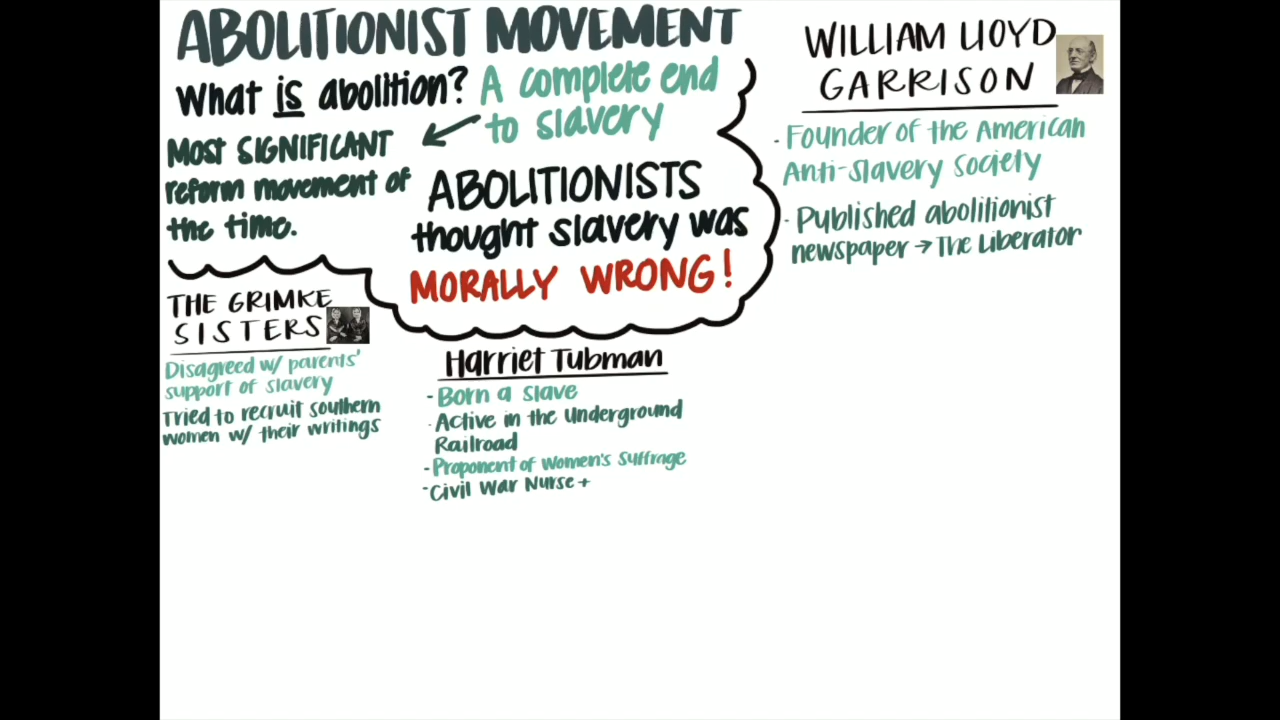 ABOLITIONIST MOVEMENT
What is abolition? A complete end
to slavery
Most SIGNIFICANT
reform movement of
the time.
ABOLITIONISTS
thought slavery was
MORALLY WRONG!
WILLIAM LLOYD
GARRISON
- Founder of the American
Anti-slavery society
- Published abolitionist
newspaper → The Liberator
THE GRIMKE
SISTERS
Disagreed w/ parents'
support of slavery
Tried to recruit southern
women w/ their writings
Harriet Tubman
- Born a slave
- Active in the Underground
Railroad
- Proponent of Women's Suffrage
- Civil War Nurse +